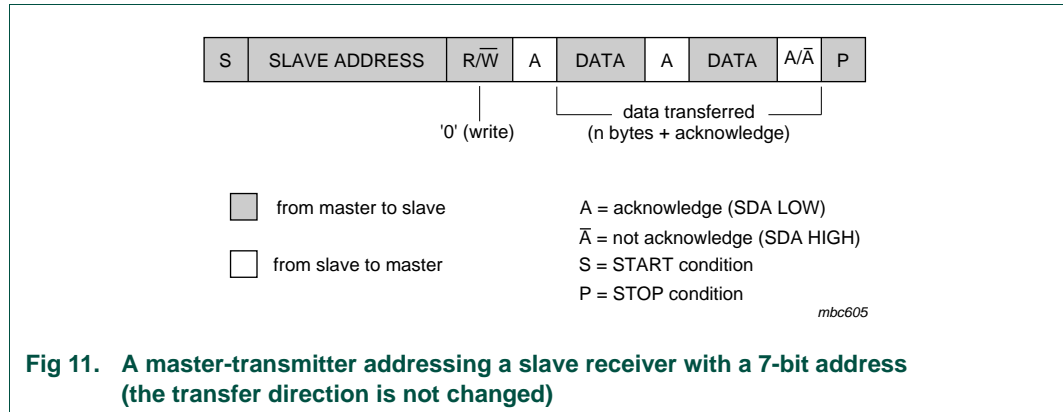 S SLAVE ADDRESS R/W̅ A DATA A DATA A/A̅ P
data transferred
'0' (write) (n bytes + acknowledge)
from master to slave
from slave to master
A = acknowledge (SDA LOW)
A̅ = not acknowledge (SDA HIGH)
S = START condition
P = STOP condition
mbc605
Fig 11. A master-transmitter addressing a slave receiver with a 7-bit address
(the transfer direction is not changed)